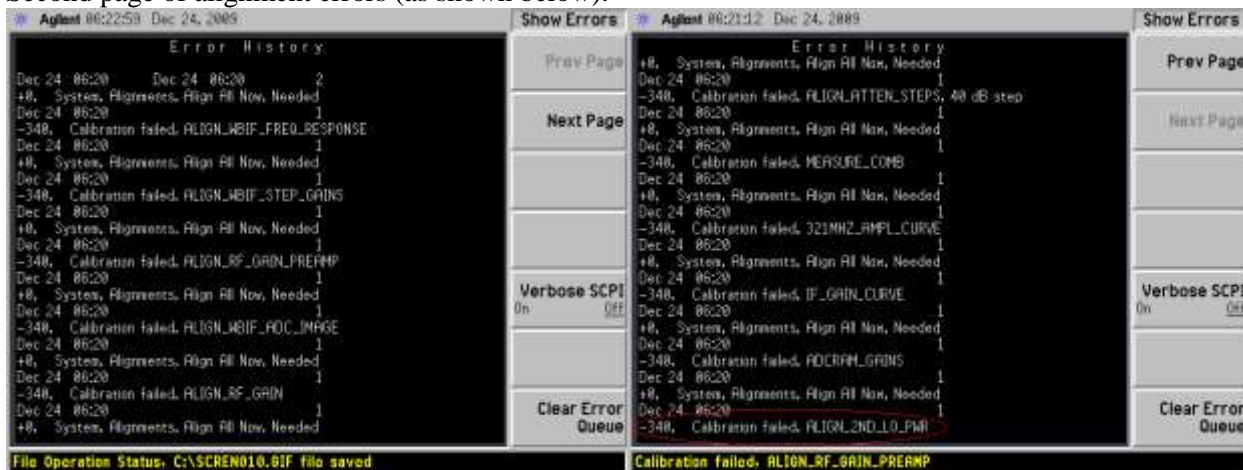 Second page of alignment errors (as shown below).
Agilent 06:22:59 Dec 24, 2009
Show Errors
Error History
Dec 24 06:20 Dec 24 06:20 2
+0, System, Alignments, Align All Now, Needed
Dec 24 06:20 1
-340, Calibration failed, ALIGN_WBIF_FREQ_RESPONSE
Dec 24 06:20 1
+0, System, Alignments, Align All Now, Needed
Dec 24 06:20 1
-340, Calibration failed, ALIGN_WBIF_STEP_GAINS
Dec 24 06:20 1
+0, System, Alignments, Align All Now, Needed
Dec 24 06:20 1
-340, Calibration failed, ALIGN_RF_GAIN_PREAMP
Dec 24 06:20 1
+0, System, Alignments, Align All Now, Needed
Dec 24 06:20 1
-340, Calibration failed, ALIGN_WBIF_ADC_IMAGE
Dec 24 06:20 1
+0, System, Alignments, Align All Now, Needed
Dec 24 06:20 1
-340, Calibration failed, ALIGN_RF_GAIN
Dec 24 06:20 1
+0, System, Alignments, Align All Now, Needed
Prev Page
Next Page
Verbose SCPI
On Off
Clear Error
Queue
File Operation Status, C:\SCREN010.GIF file saved
Agilent 06:21:12 Dec 24, 2009
Show Errors
Error History
+0, System, Alignments, Align All Now, Needed
Dec 24 06:20 1
-340, Calibration failed, ALIGN_ATTEN_STEPS, 40 dB step
Dec 24 06:20 1
+0, System, Alignments, Align All Now, Needed
Dec 24 06:20 1
-340, Calibration failed, MEASURE_COMB
Dec 24 06:20 1
+0, System, Alignments, Align All Now, Needed
Dec 24 06:20 1
-340, Calibration failed, 321MHZ_AMPL_CURVE
Dec 24 06:20 1
+0, System, Alignments, Align All Now, Needed
Dec 24 06:20 1
-340, Calibration failed, IF_GAIN_CURVE
Dec 24 06:20 1
+0, System, Alignments, Align All Now, Needed
Dec 24 06:20 1
-340, Calibration failed, ADCRAM_GAINS
Dec 24 06:20 1
+0, System, Alignments, Align All Now, Needed
Dec 24 06:20 1
-340, Calibration failed, ALIGN_2ND_LO_PWR
Prev Page
Next Page
Verbose SCPI
On Off
Clear Error
Queue
Calibration failed, ALIGN_RF_GAIN_PREAMP